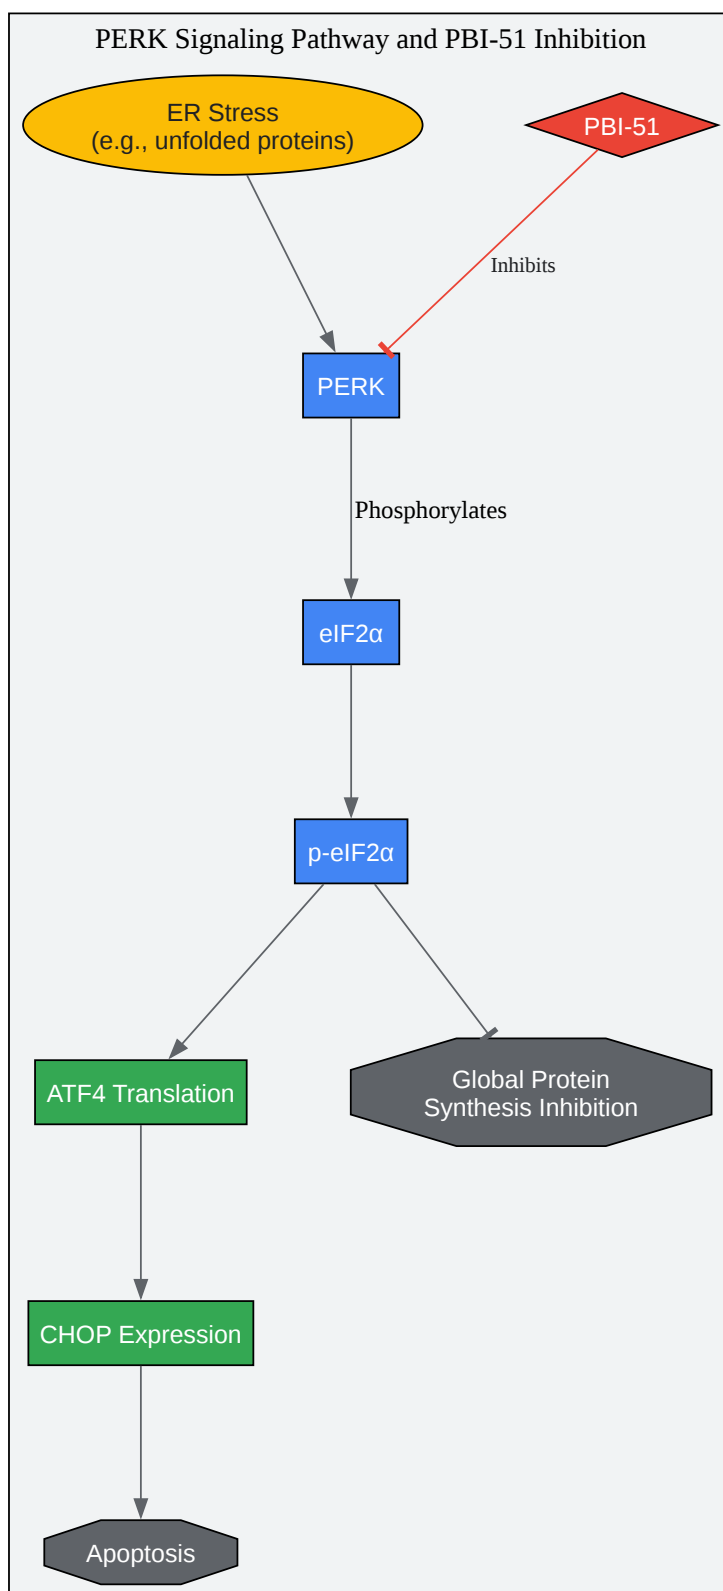 PERK Signaling Pathway and PBI-51 Inhibition
ER Stress
(e.g., unfolded proteins)
PBI-51
Inhibits
PERK
Phosphorylates
eIF2α
p-eIF2α
ATF4 Translation
Global Protein
Synthesis Inhibition
CHOP Expression
Apoptosis